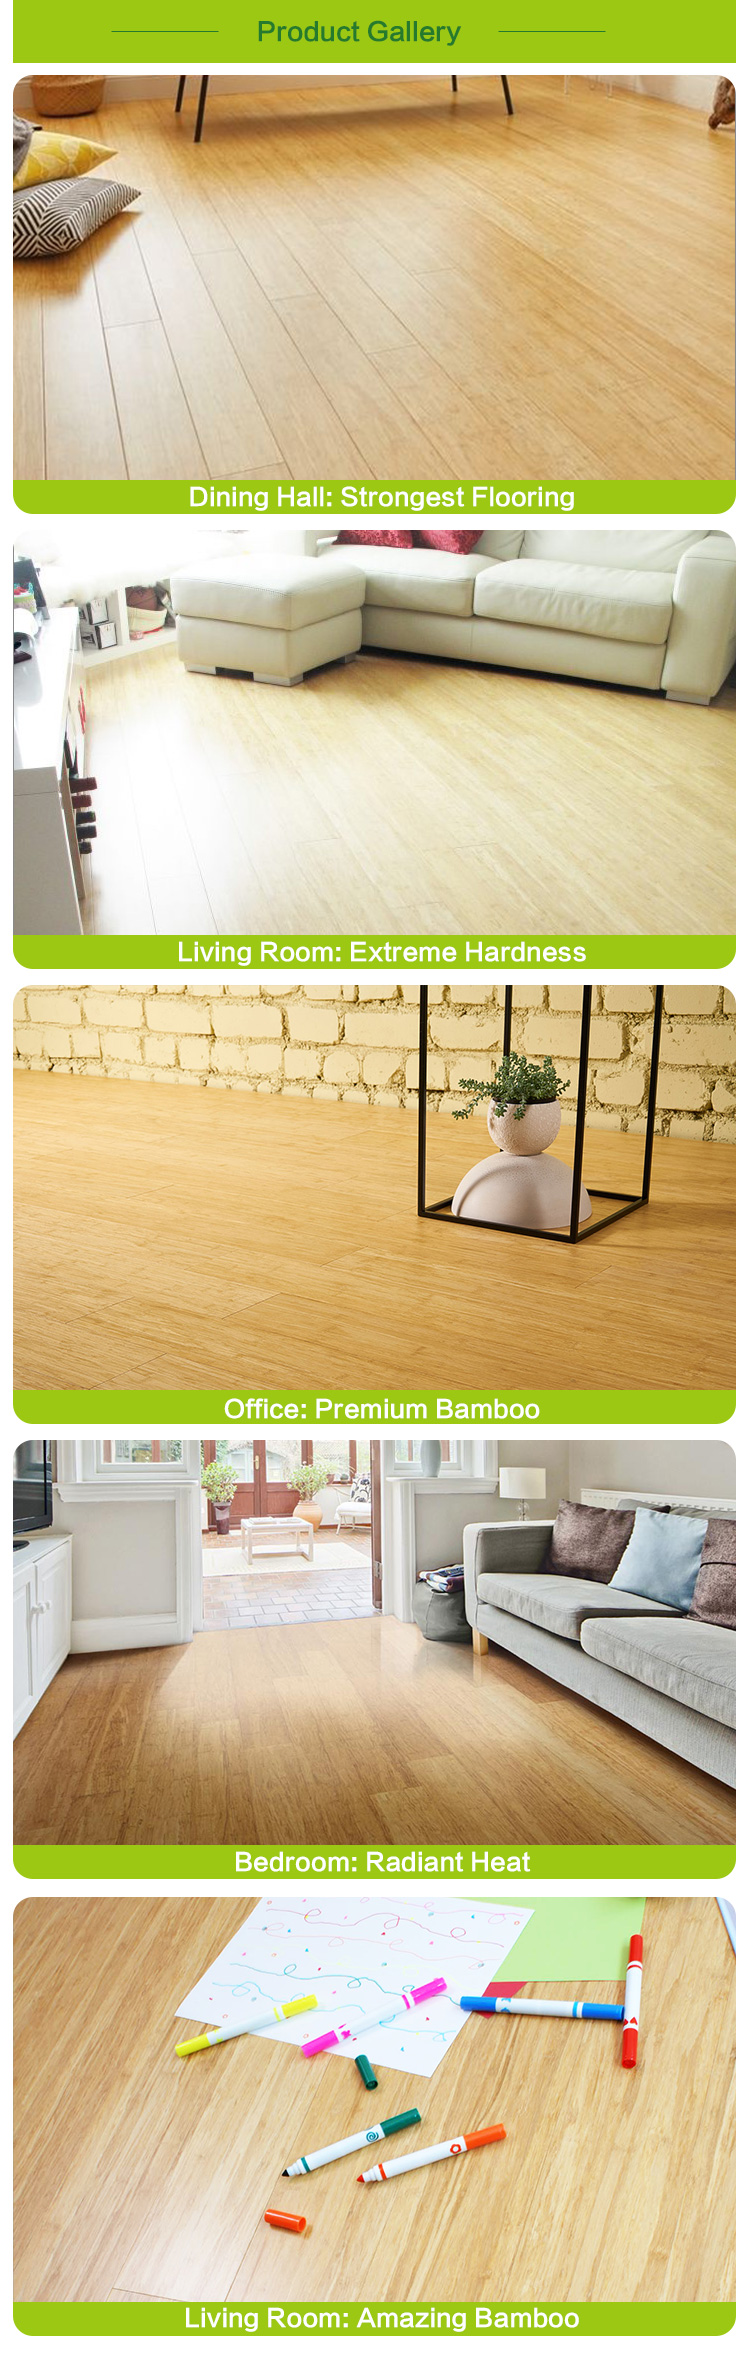 Product Gallery
Dining Hall: Strongest Flooring
Living Room: Extreme Hardness
Office: Premium Bamboo
Bedroom: Radiant Heat
Living Room: Amazing Bamboo